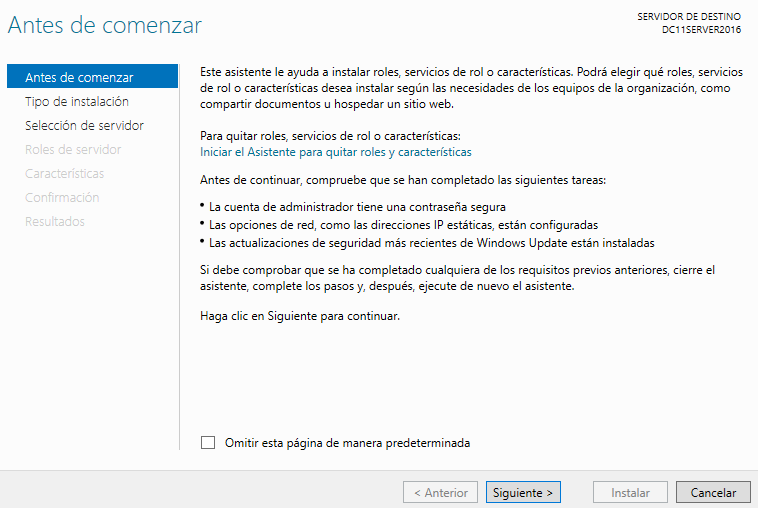 Antes de comenzar
SERVIDOR DE DESTINO
DC11SERVER2016
Antes de comenzar
Tipo de instalación
Selección de servidor
Roles de servidor
Características
Confirmación
Resultados
Este asistente le ayuda a instalar roles, servicios de rol o características. Podrá elegir qué roles, servicios
de rol o características desea instalar según las necesidades de los equipos de la organización, como
compartir documentos u hospedar un sitio web.
Para quitar roles, servicios de rol o características:
Iniciar el Asistente para quitar roles y características
Antes de continuar, compruebe que se han completado las siguientes tareas:
• La cuenta de administrador tiene una contraseña segura
• Las opciones de red, como las direcciones IP estáticas, están configuradas
• Las actualizaciones de seguridad más recientes de Windows Update están instaladas
Si debe comprobar que se ha completado cualquiera de los requisitos previos anteriores, cierre el
asistente, complete los pasos y, después, ejecute de nuevo el asistente.
Haga clic en Siguiente para continuar.
Omitir esta página de manera predeterminada
< Anterior
Siguiente >
Instalar
Cancelar